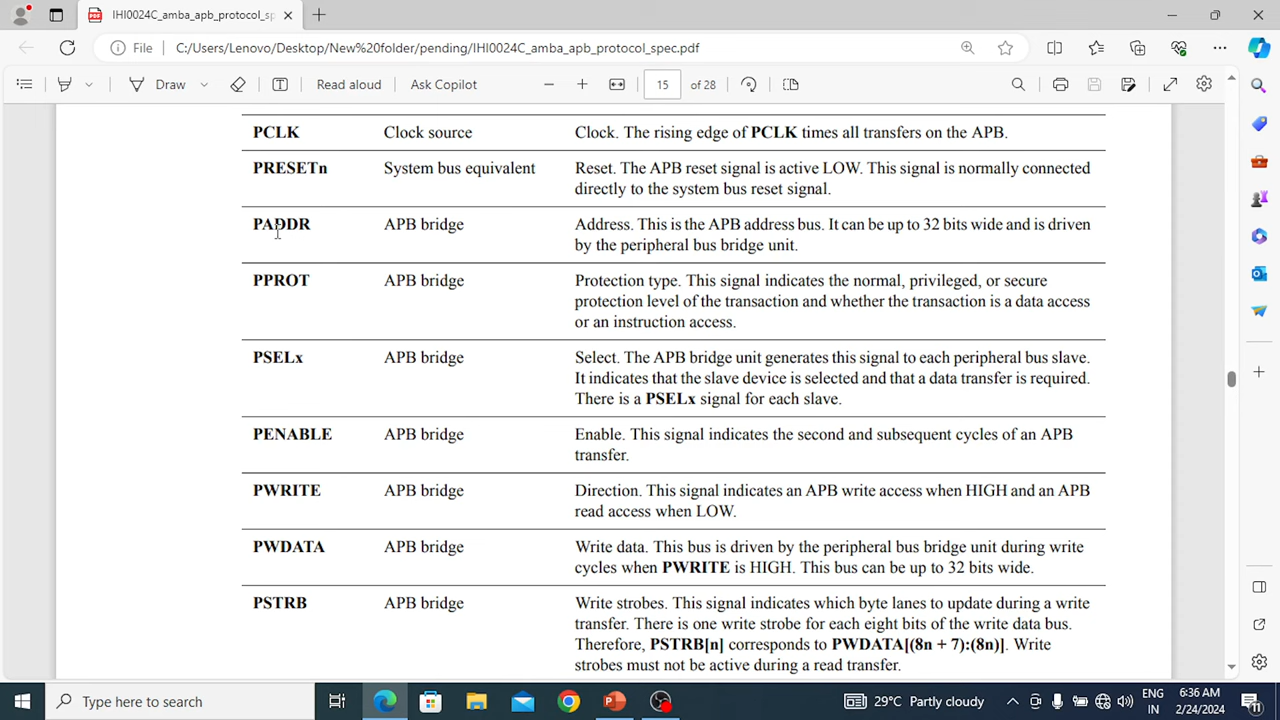 IHI0024C_amba_apb_protocol_sp
File
C:/Users/Lenovo/Desktop/New%20folder/pending/IHI0024C_amba_apb_protocol_spec.pdf
Draw
Read aloud
Ask Copilot
15
of 28
PCLK Clock source Clock. The rising edge of PCLK times all transfers on the APB.
PRESETn System bus equivalent Reset. The APB reset signal is active LOW. This signal is normally connected
directly to the system bus reset signal.
PADDR APB bridge Address. This is the APB address bus. It can be up to 32 bits wide and is driven
by the peripheral bus bridge unit.
PPROT APB bridge Protection type. This signal indicates the normal, privileged, or secure
protection level of the transaction and whether the transaction is a data access
or an instruction access.
PSELx APB bridge Select. The APB bridge unit generates this signal to each peripheral bus slave.
It indicates that the slave device is selected and that a data transfer is required.
There is a PSELx signal for each slave.
PENABLE APB bridge Enable. This signal indicates the second and subsequent cycles of an APB
transfer.
PWRITE APB bridge Direction. This signal indicates an APB write access when HIGH and an APB
read access when LOW.
PWDATA APB bridge Write data. This bus is driven by the peripheral bus bridge unit during write
cycles when PWRITE is HIGH. This bus can be up to 32 bits wide.
PSTRB APB bridge Write strobes. This signal indicates which byte lanes to update during a write
transfer. There is one write strobe for each eight bits of the write data bus.
Therefore, PSTRB[n] corresponds to PWDATA[(8n + 7):(8n)]. Write
strobes must not be active during a read transfer.
Type here to search
29°C Partly cloudy
ENG
IN
6:36 AM
2/24/2024